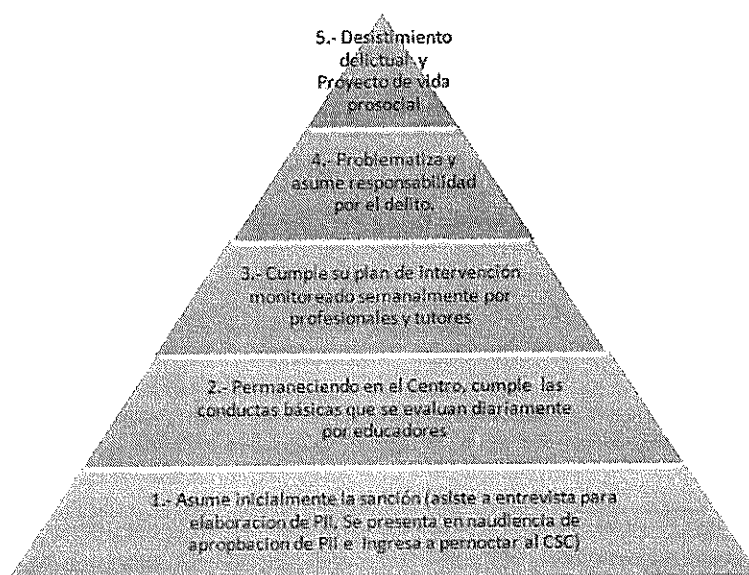 5.- Desistimiento
delictual y
Proyecto de vida
prosocial
4.- Problematiza y
asume responsabilidad
por el delito.
3.- Cumple su plan de intervención
monitoreado semanalmente por
profesionales y tutores
2.- Permaneciendo en el Centro, cumple las
conductas básicas que se evaluan diariamente
por educadores
1.- Asume inicialmente la sanción (asiste a entrevista para
elaboracion de PII, Se presenta en naudiencia de
apropbacion de PII e ingresa a pernoctar al CSC)